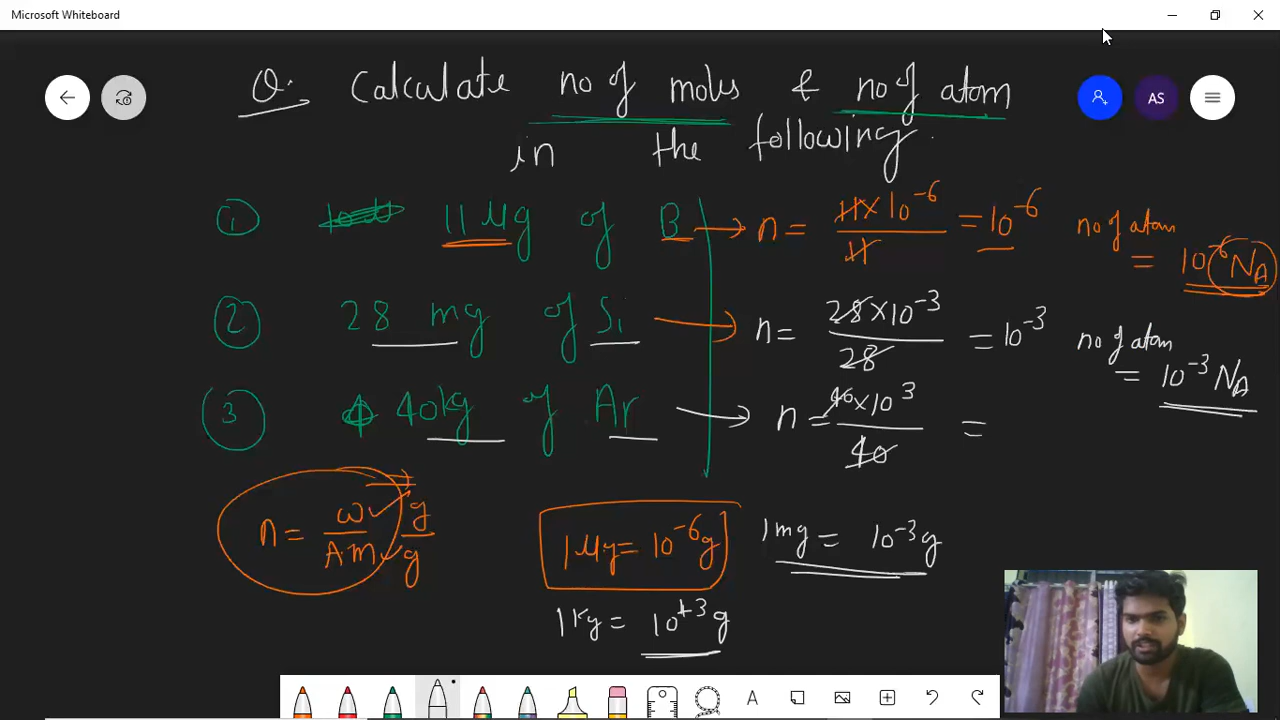 Microsoft Whiteboard
Q. Calculate no of moles & no of atom
in the following.
AS
① 11 μg of B → n = 11×10⁻⁶/11 = 10⁻⁶ no of atom = 10⁻⁶ NA
② 28 mg of Si → n = 28×10⁻³/28 = 10⁻³ no of atom = 10⁻³ NA
③ 40kg of Ar → n = 40×10³/40 =
n = w/Am g/g
1μg = 10⁻⁶g
1mg = 10⁻³g
1Kg = 10⁺³g
A